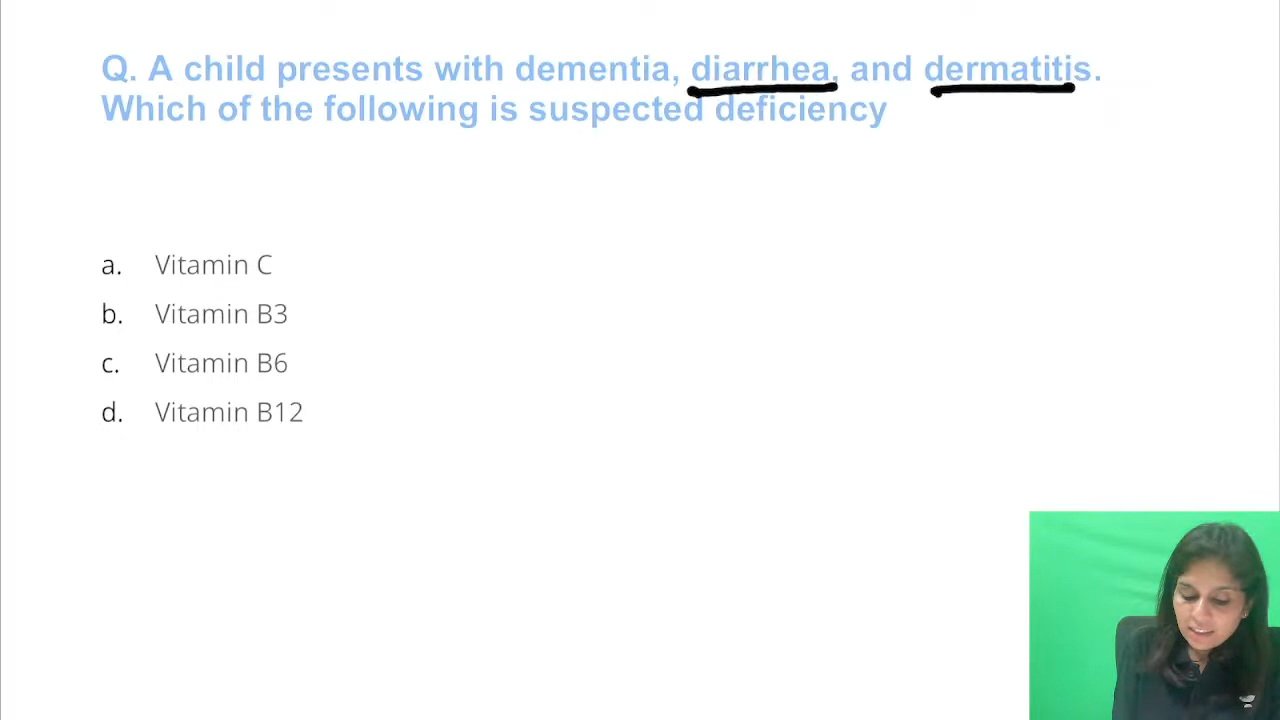 Q. A child presents with dementia, diarrhea, and dermatitis.
Which of the following is suspected deficiency
a. Vitamin C
b. Vitamin B3
c. Vitamin B6
d. Vitamin B12